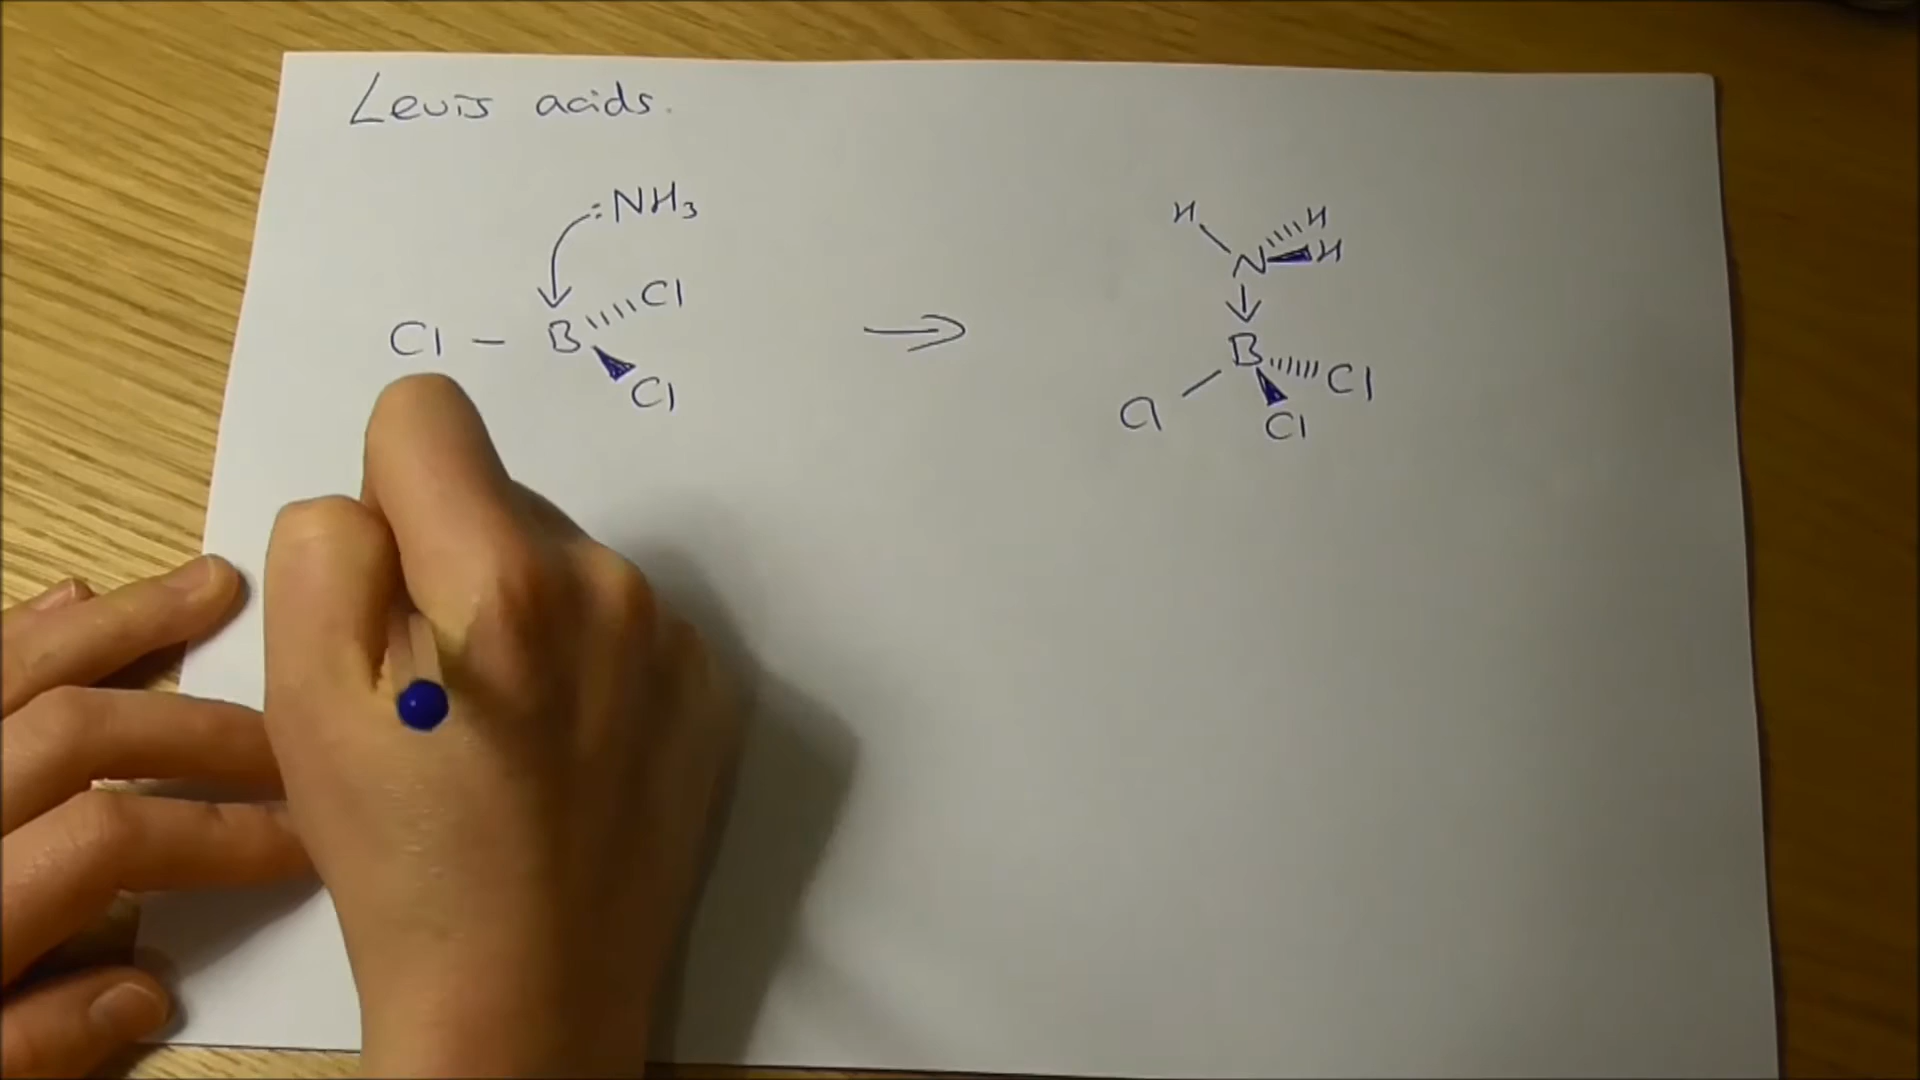 Lewis acids.
:NH₃
H H
H
N
Cl
Cl - B
B
Cl
Cl
Cl
Cl